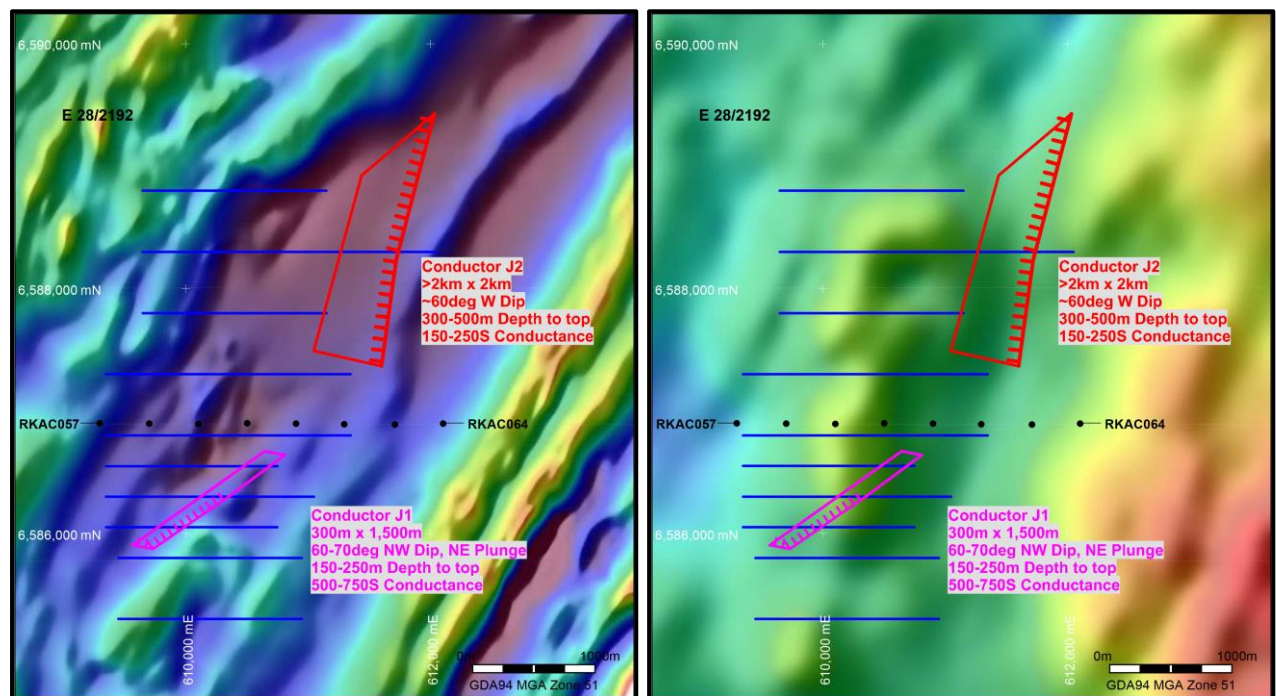 6,590,000 mN
E 28/2192
Conductor J2
>2km x 2km
~60deg W Dip
6,588,000 mN
300-500m Depth to top
150-250S Conductance
RKAC057
RKAC064
Conductor J1
300m x 1,500m
6,586,000 mN
60-70deg NW Dip, NE Plunge
150-250m Depth to top
500-750S Conductance
610,000 mE
612,000 mE
0m
1000m
GDA94 MGA Zone 51
6,590,000 mN
E 28/2192
Conductor J2
>2km x 2km
~60deg W Dip
6,588,000 mN
300-500m Depth to top
150-250S Conductance
RKAC057
RKAC064
Conductor J1
300m x 1,500m
6,586,000 mN
60-70deg NW Dip, NE Plunge
150-250m Depth to top
500-750S Conductance
610,000 mE
612,000 mE
0m
1000m
GDA94 MGA Zone 51